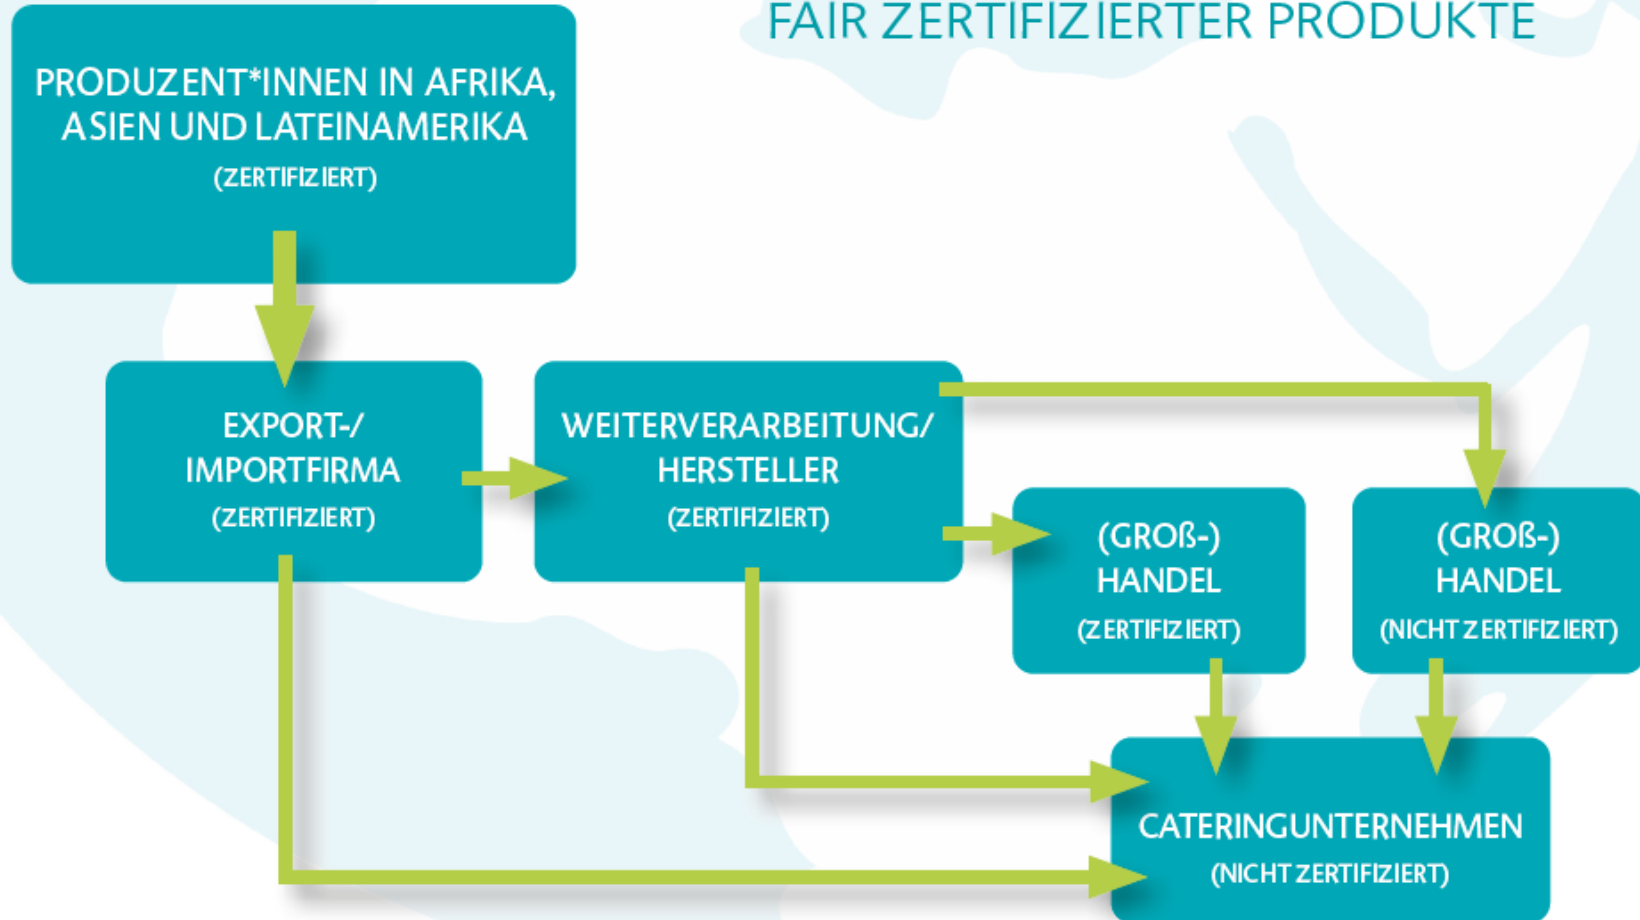 FAIR ZERTIFIZIERTER PRODUKTE
PRODUZENT*INNEN IN AFRIKA,
ASIEN UND LATEINAMERIKA
(ZERTIFIZIERT)
EXPORT-/
IMPORTFIRMA
(ZERTIFIZIERT)
WEITERVERARBEITUNG/
HERSTELLER
(ZERTIFIZIERT)
(GROß-)
HANDEL
(ZERTIFIZIERT)
(GROß-)
HANDEL
(NICHT ZERTIFIZIERT)
CATERINGUNTERNEHMEN
(NICHT ZERTIFIZIERT)